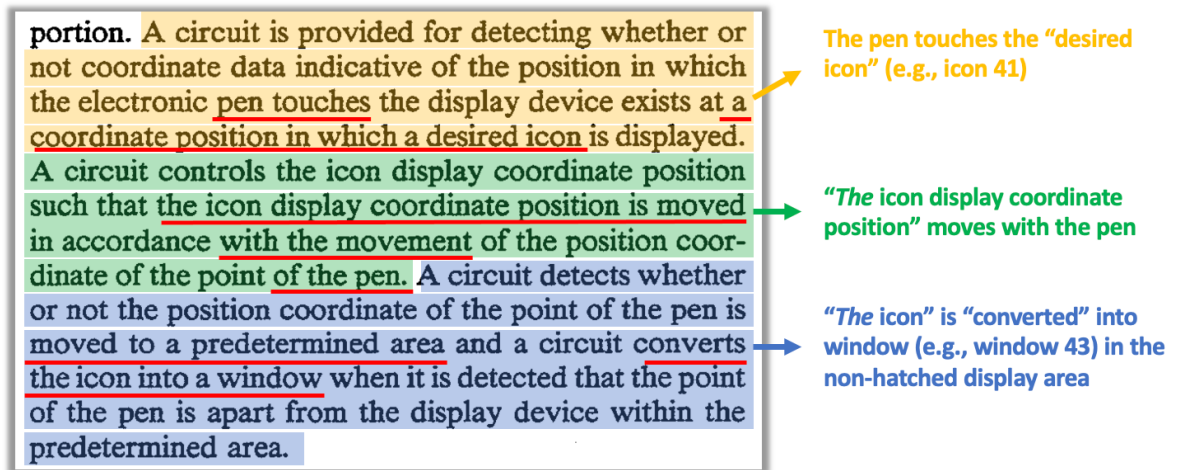 portion. A circuit is provided for detecting whether or
not coordinate data indicative of the position in which
the electronic pen touches the display device exists at a
coordinate position in which a desired icon is displayed.
A circuit controls the icon display coordinate position
such that the icon display coordinate position is moved
in accordance with the movement of the position coor-
dinate of the point of the pen. A circuit detects whether
or not the position coordinate of the point of the pen is
moved to a predetermined area and a circuit converts
the icon into a window when it is detected that the point
of the pen is apart from the display device within the
predetermined area.
The pen touches the “desired
icon” (e.g., icon 41)
“The icon display coordinate
position” moves with the pen
“The icon” is “converted” into
window (e.g., window 43) in the
non-hatched display area